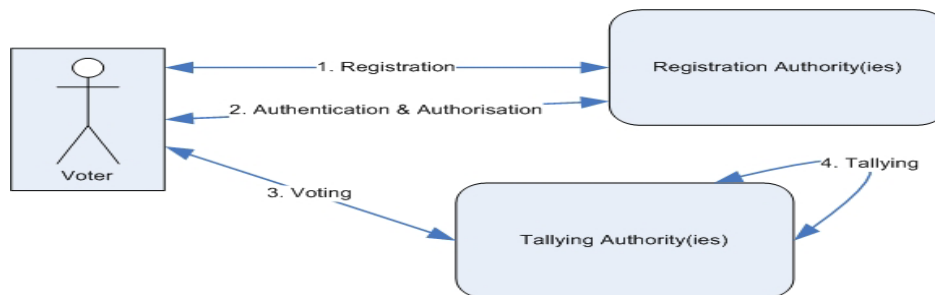 1. Registration
Registration Authority(ies)
2. Authentication & Authorisation
Voter
4. Tallying
3. Voting
Tallying Authority(ies)